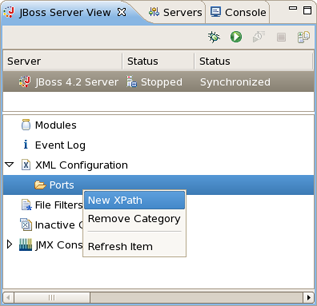 JBoss Server View Servers Console
Server Status Status
JBoss 4.2 Server Stopped Synchronized
Modules
Event Log
XML Configuration
Ports
New XPath
File Filters
Remove Category
Inactive
Refresh Item
JMX Cons